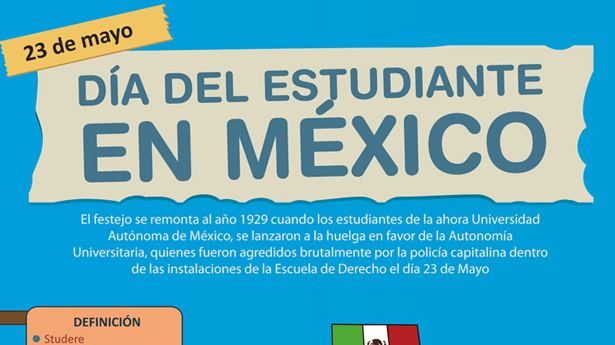 23 de mayo
DÍA DEL ESTUDIANTE
EN MÉXICO
El festejo se remonta al año 1929 cuando los estudiantes de la ahora Universidad
Autónoma de México, se lanzaron a la huelga en favor de la Autonomía
Universitaria, quienes fueron agredidos brutalmente por la policía capitalina dentro
de las instalaciones de la Escuela de Derecho el día 23 de Mayo
DEFINICIÓN
Studere